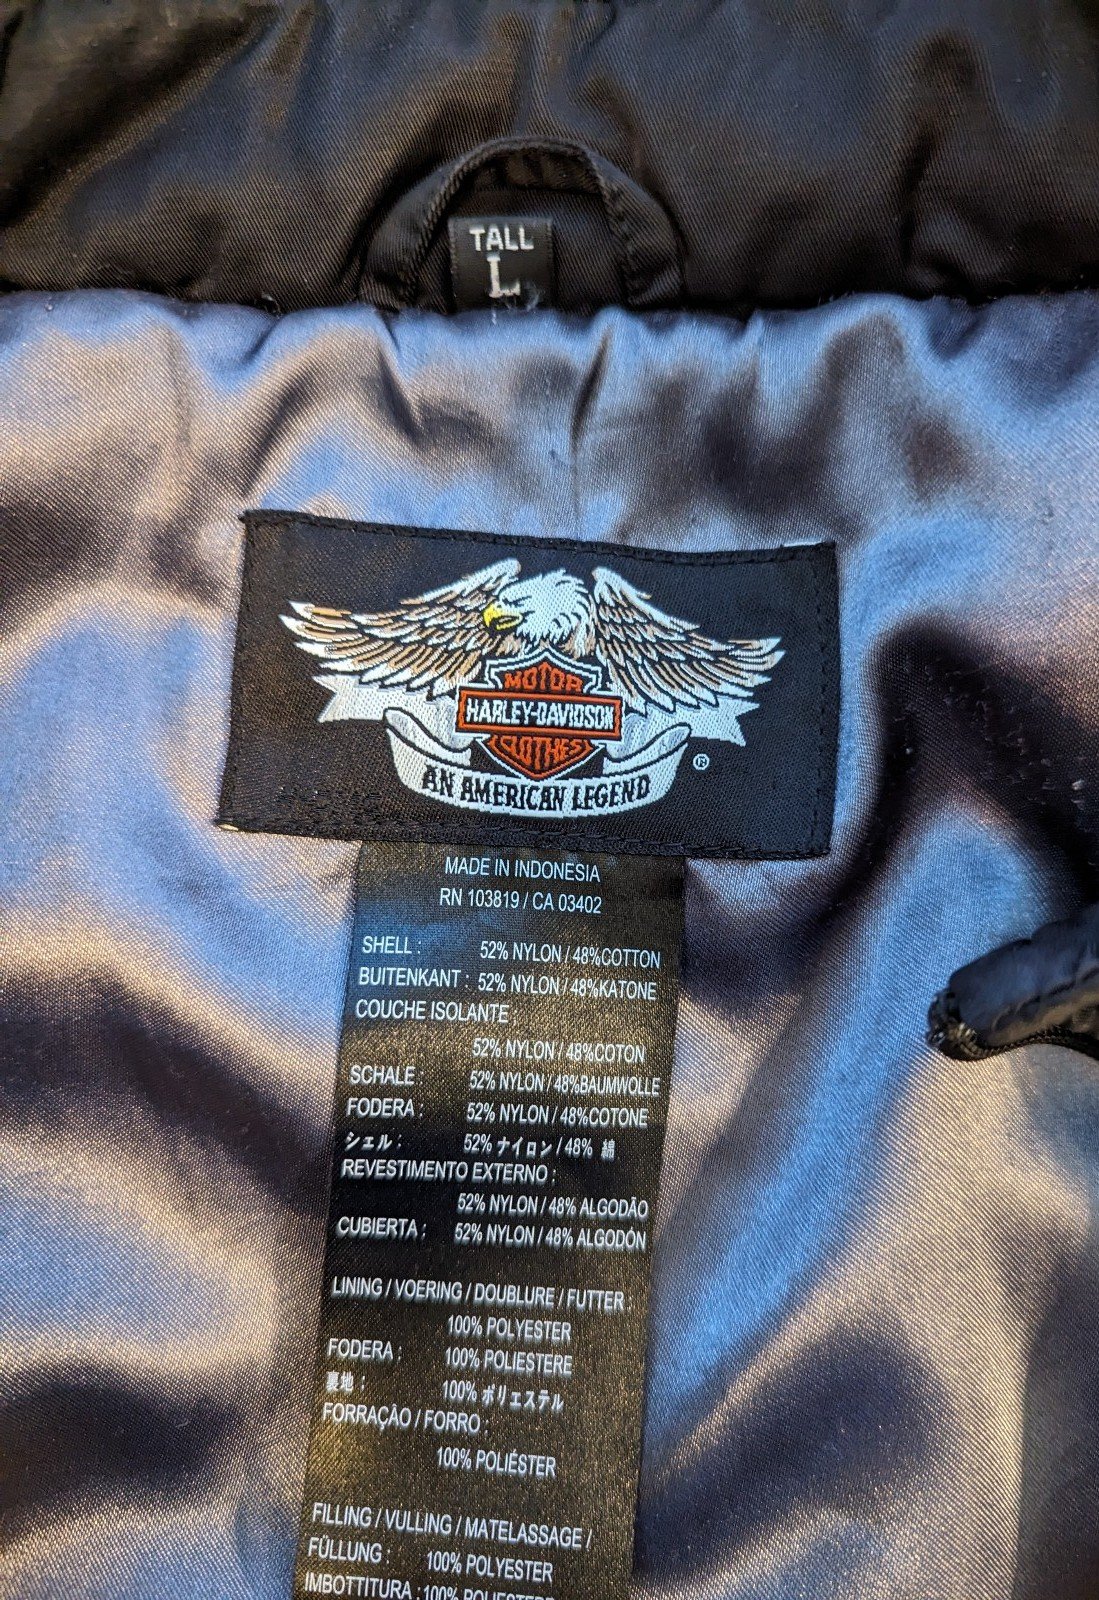 TALL
L
MOTOR
HARLEY-DAVIDSON
CLOTHES
AN AMERICAN LEGEND
®
MADE IN INDONESIA
RN 103819 / CA 03402
SHELL : 52% NYLON / 48%COTTON
BUITENKANT : 52% NYLON / 48%KATONE
COUCHE ISOLANTE :
52% NYLON / 48%COTON
SCHALE : 52% NYLON / 48%BAUMWOLLE
FODERA : 52% NYLON / 48%COTONE
シェル : 52% ナイロン / 48% 綿
REVESTIMENTO EXTERNO :
52% NYLON / 48% ALGODÃO
CUBIERTA : 52% NYLON / 48% ALGODÓN
LINING / VOERING / DOUBLURE / FUTTER :
100% POLYESTER
FODERA : 100% POLIESTERE
裏地 : 100% ポリエステル
FORRAÇÃO / FORRO :
100% POLIÉSTER
FILLING / VULLING / MATELASSAGE /
FÜLLUNG : 100% POLYESTER
IMBOTTITURA : 100% POLIESTERE